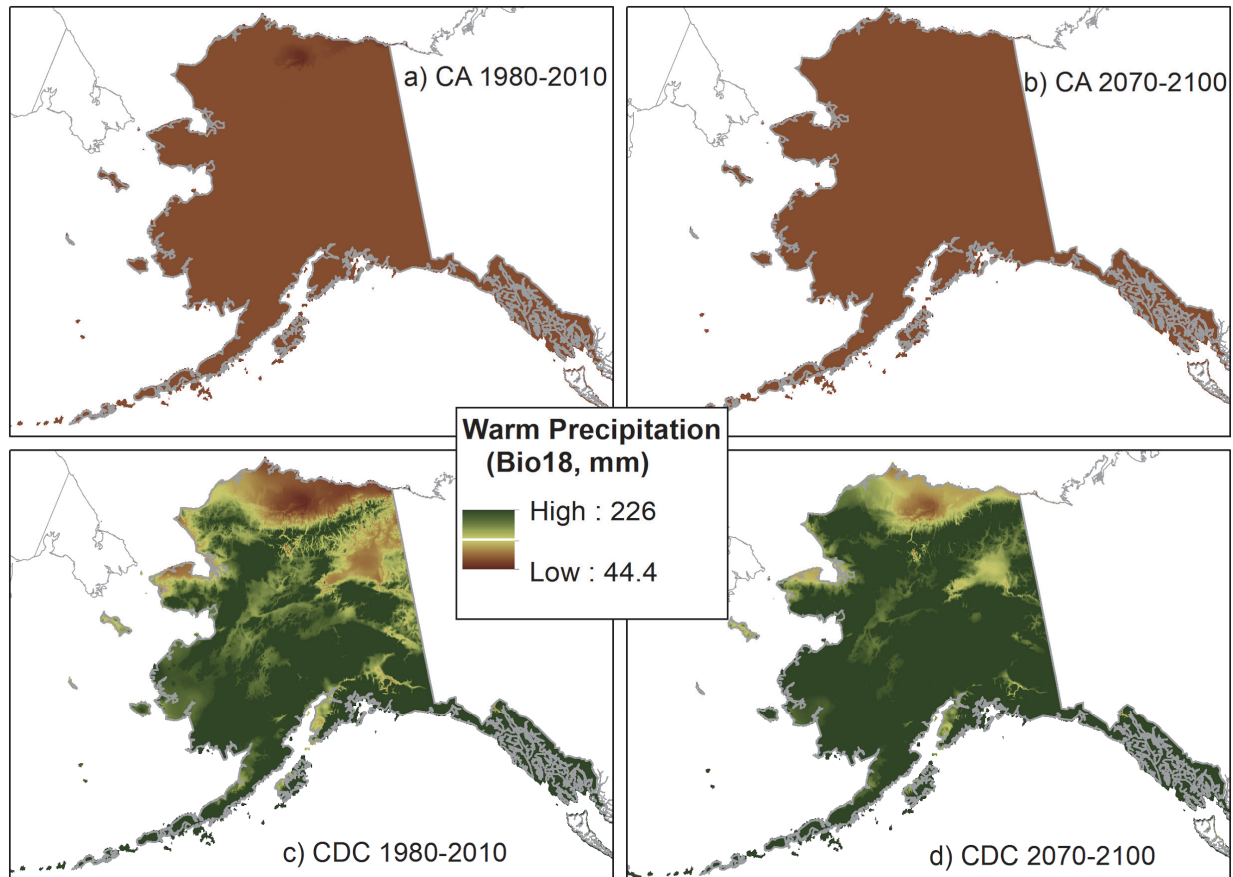 a) CA 1980-2010
b) CA 2070-2100
Warm Precipitation
(Bio18, mm)
High : 226
Low : 44.4
c) CDC 1980-2010
d) CDC 2070-2100